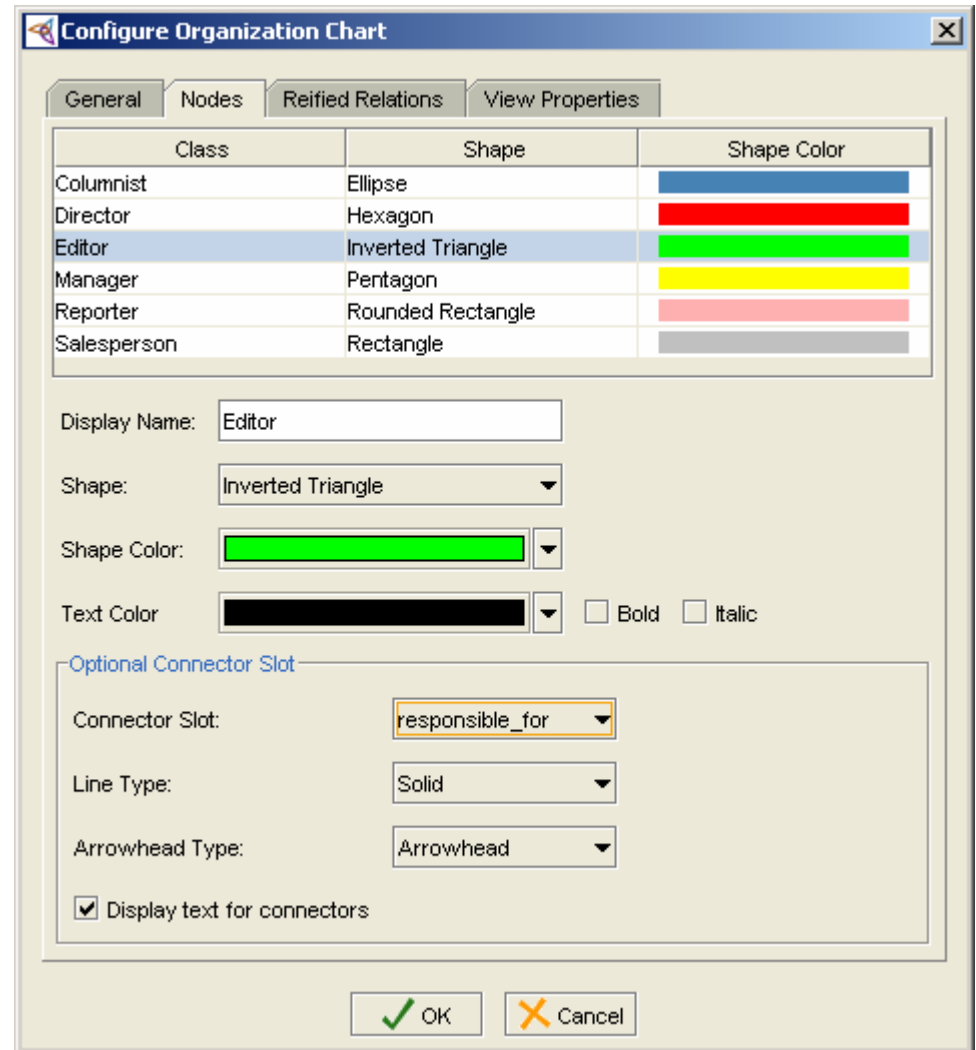 Configure Organization Chart
General Nodes Reified Relations View Properties
Class Shape Shape Color
Columnist Ellipse
Director Hexagon
Editor Inverted Triangle
Manager Pentagon
Reporter Rounded Rectangle
Salesperson Rectangle
Display Name: Editor
Shape: Inverted Triangle
Shape Color:
Text Color Bold Italic
Optional Connector Slot
Connector Slot: responsible_for
Line Type: Solid
Arrowhead Type: Arrowhead
Display text for connectors
OK Cancel